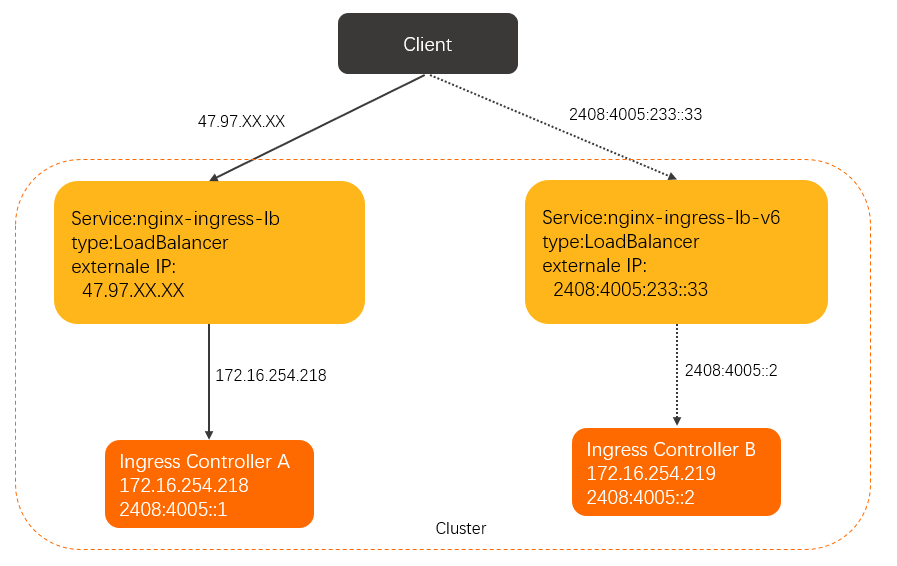 Client
47.97.XX.XX
2408:4005:233::33
Service:nginx-ingress-lb
type:LoadBalancer
externale IP:
47.97.XX.XX
Service:nginx-ingress-lb-v6
type:LoadBalancer
externale IP:
2408:4005:233::33
172.16.254.218
2408:4005::2
Ingress Controller A
172.16.254.218
2408:4005::1
Ingress Controller B
172.16.254.219
2408:4005::2
Cluster